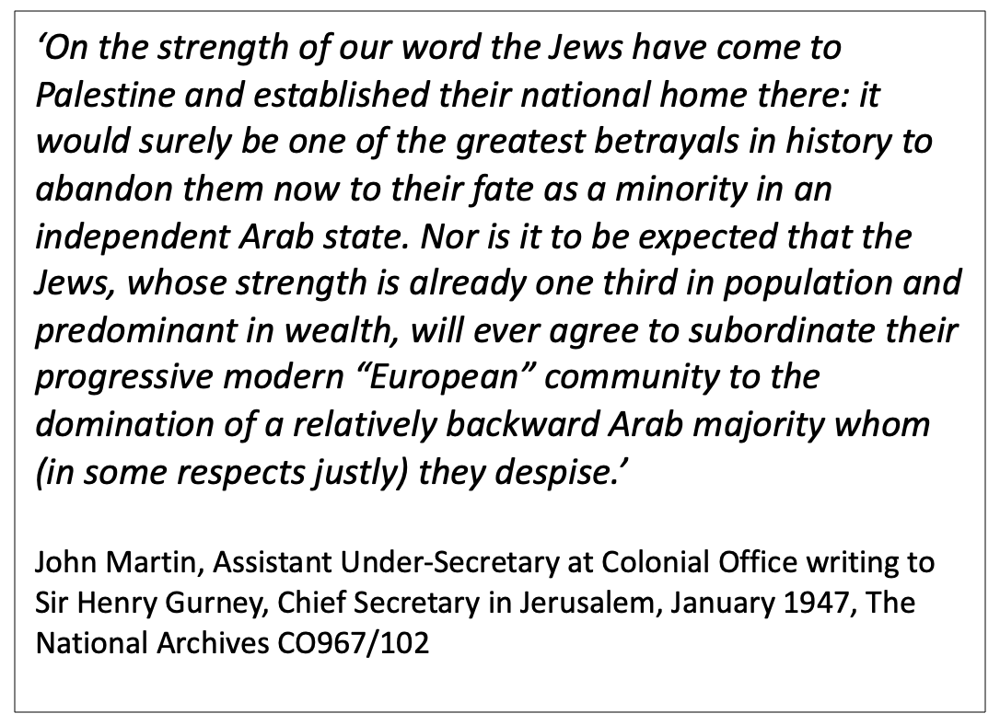 ‘On the strength of our word the Jews have come to
Palestine and established their national home there: it
would surely be one of the greatest betrayals in history to
abandon them now to their fate as a minority in an
independent Arab state. Nor is it to be expected that the
Jews, whose strength is already one third in population and
predominant in wealth, will ever agree to subordinate their
progressive modern “European” community to the
domination of a relatively backward Arab majority whom
(in some respects justly) they despise.’
John Martin, Assistant Under-Secretary at Colonial Office writing to
Sir Henry Gurney, Chief Secretary in Jerusalem, January 1947, The
National Archives CO967/102